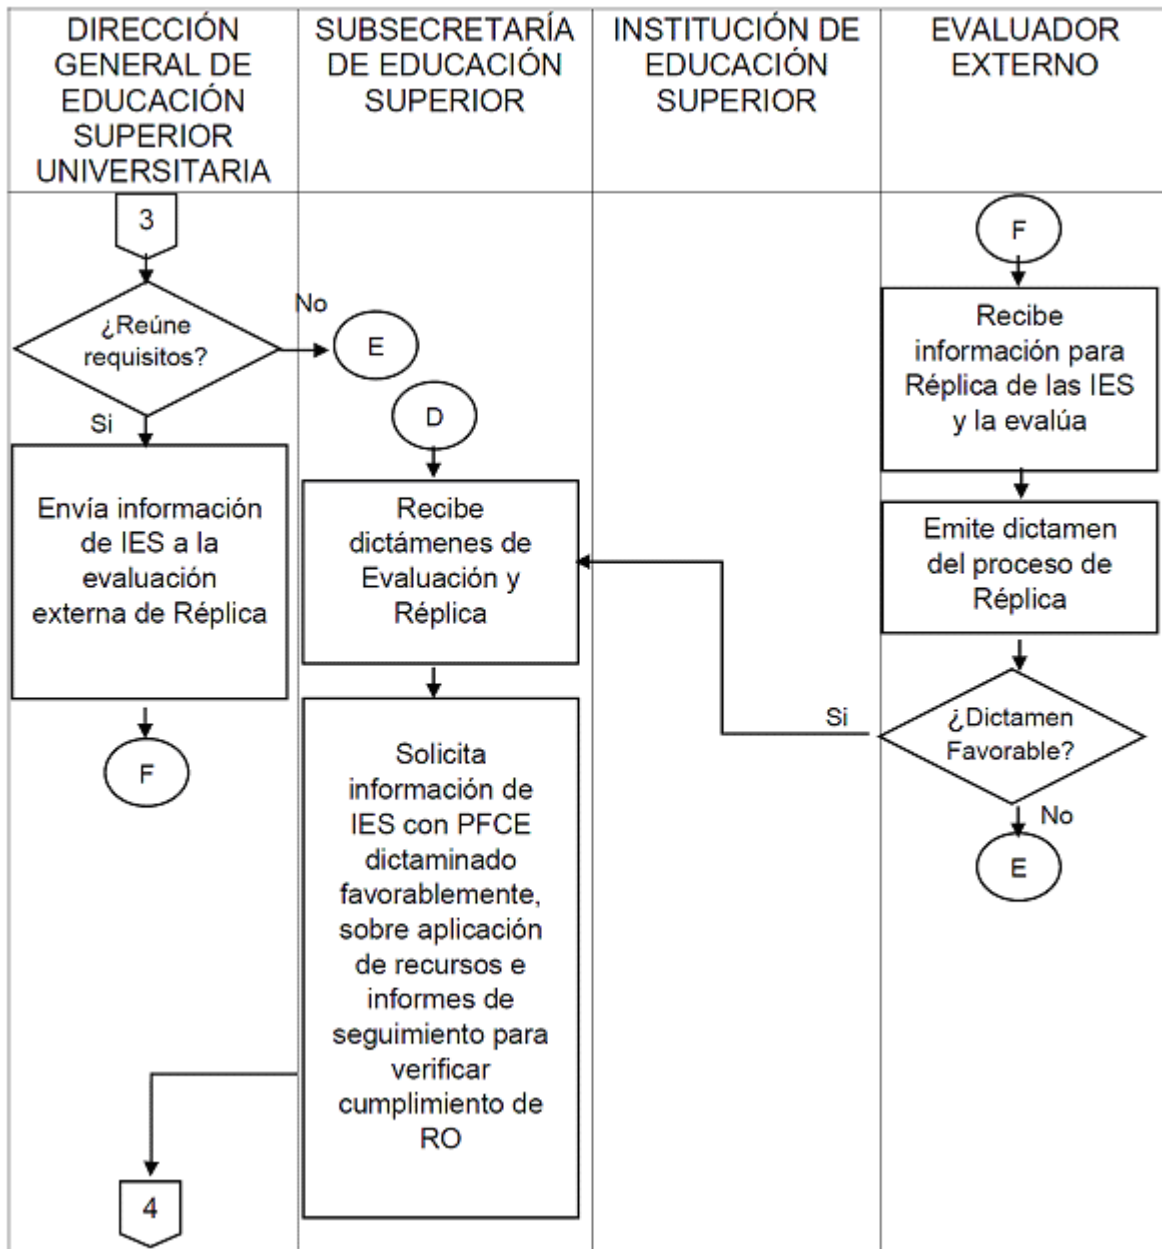 DIRECCIÓN
GENERAL DE
EDUCACIÓN
SUPERIOR
UNIVERSITARIA
SUBSECRETARÍA
DE EDUCACIÓN
SUPERIOR
INSTITUCIÓN DE
EDUCACIÓN
SUPERIOR
EVALUADOR
EXTERNO
3
¿Reúne
requisitos?
No
E
Si
Envía información
de IES a la
evaluación
externa de Réplica
F
D
Recibe
dictámenes de
Evaluación y
Réplica
Solicita
información de
IES con PFCE
dictaminado
favorablemente,
sobre aplicación
de recursos e
informes de
seguimiento para
verificar
cumplimiento de
RO
4
F
Recibe
información para
Réplica de las IES
y la evalúa
Emite dictamen
del proceso de
Réplica
¿Dictamen
Favorable?
Si
No
E